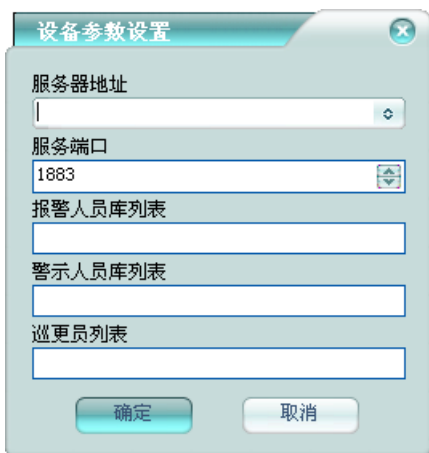 设备参数设置
服务器地址
服务端口
1883
报警人员库列表
警示人员库列表
巡更员列表
确定
取消